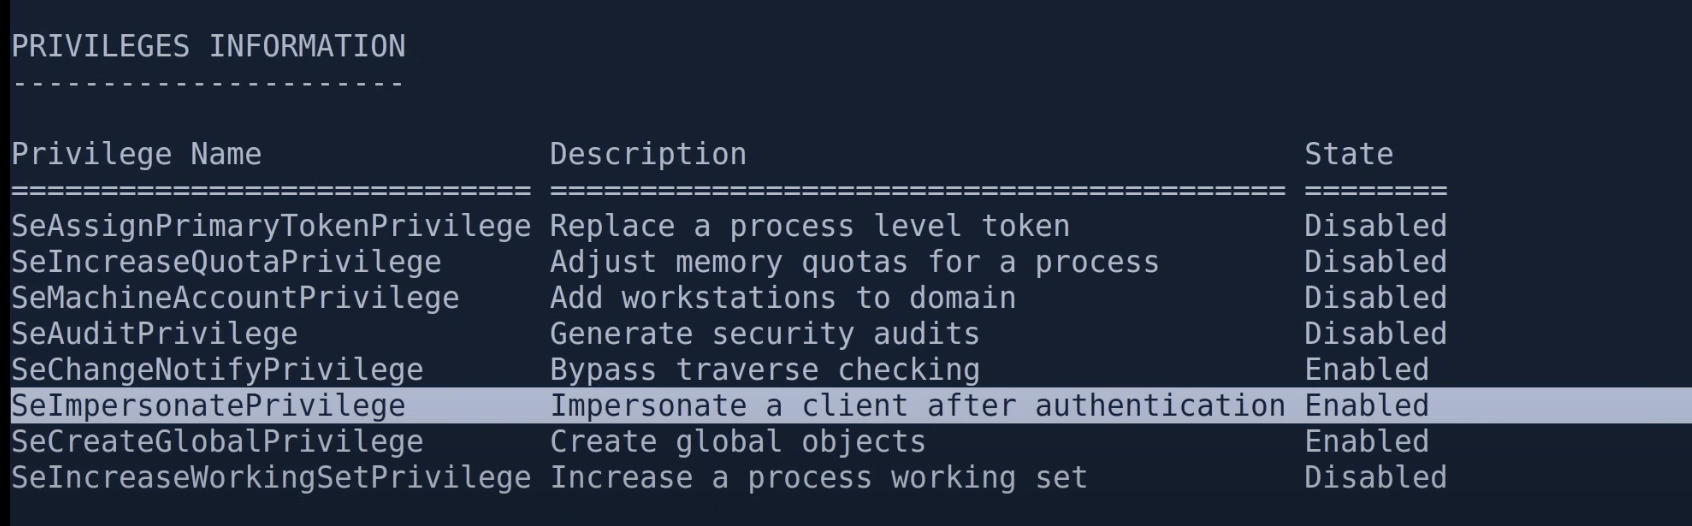 PRIVILEGES INFORMATION
----------------------
Privilege Name                Description                               State
============================= ========================================= ========
SeAssignPrimaryTokenPrivilege Replace a process level token             Disabled
SeIncreaseQuotaPrivilege      Adjust memory quotas for a process        Disabled
SeMachineAccountPrivilege     Add workstations to domain                Disabled
SeAuditPrivilege              Generate security audits                  Disabled
SeChangeNotifyPrivilege       Bypass traverse checking                  Enabled
SeImpersonatePrivilege        Impersonate a client after authentication Enabled
SeCreateGlobalPrivilege       Create global objects                     Enabled
SeIncreaseWorkingSetPrivilege Increase a process working set            Disabled